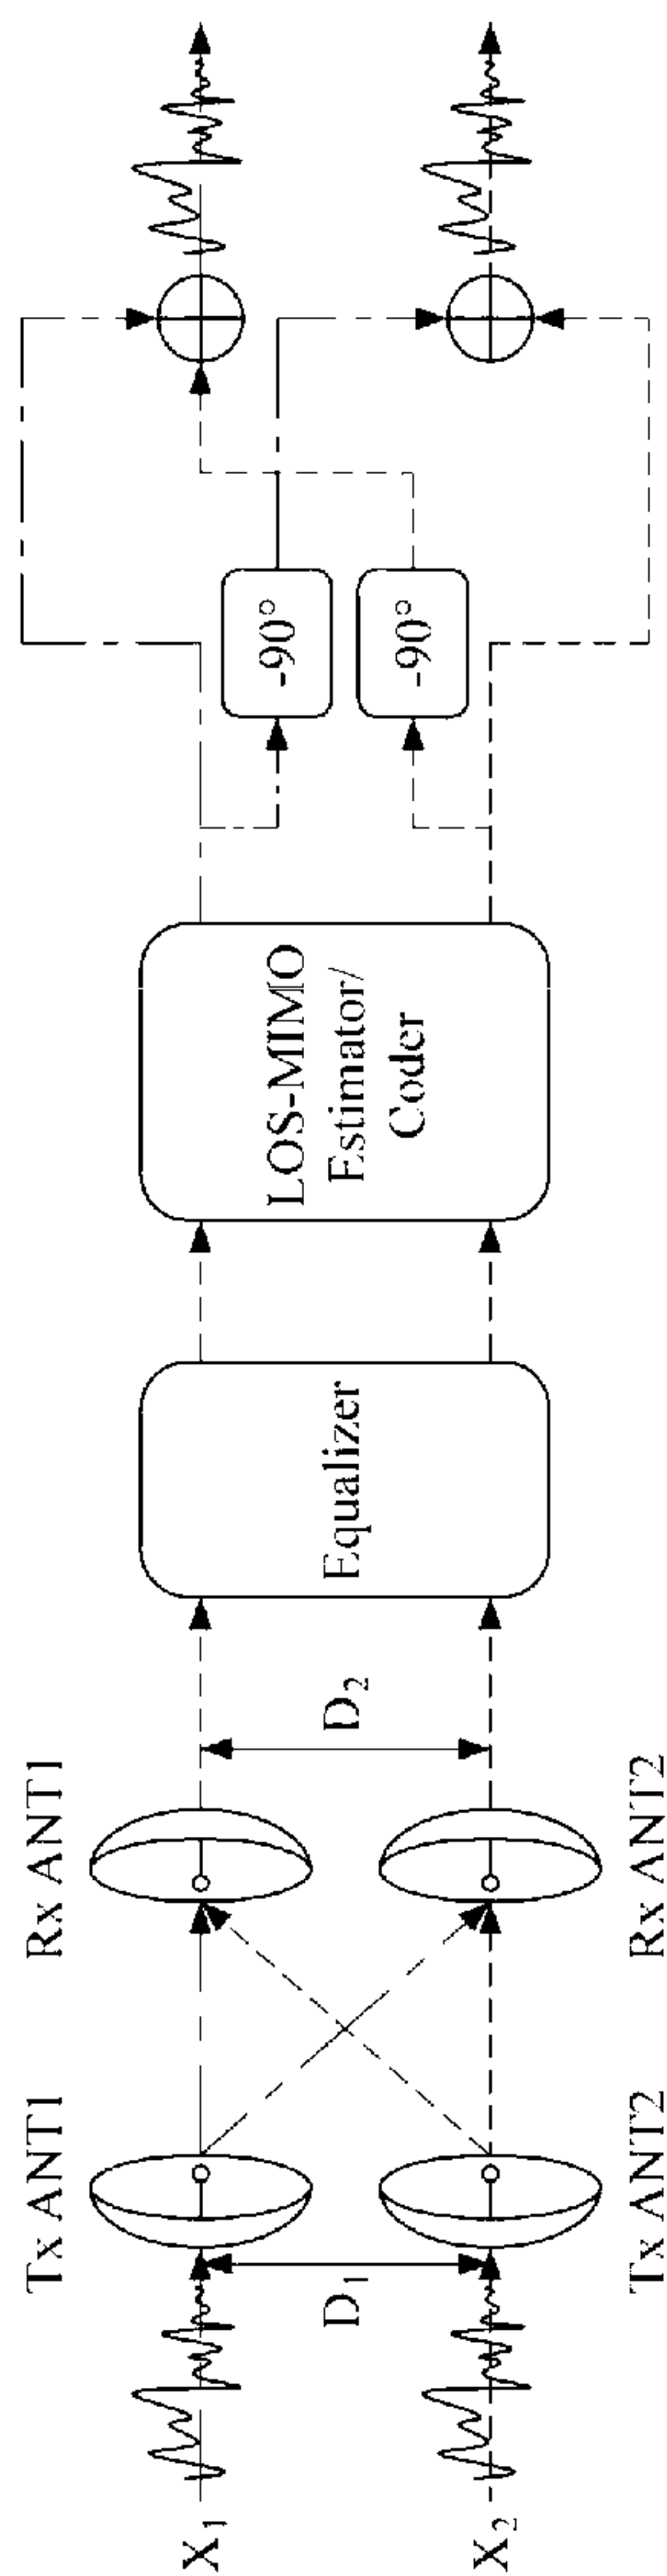 X1
X2
Tx ANT1
D1
Tx ANT2
Rx ANT1
D2
Rx ANT2
Equalizer
LOS-MIMO
Estimator/
Coder
-90°
-90°